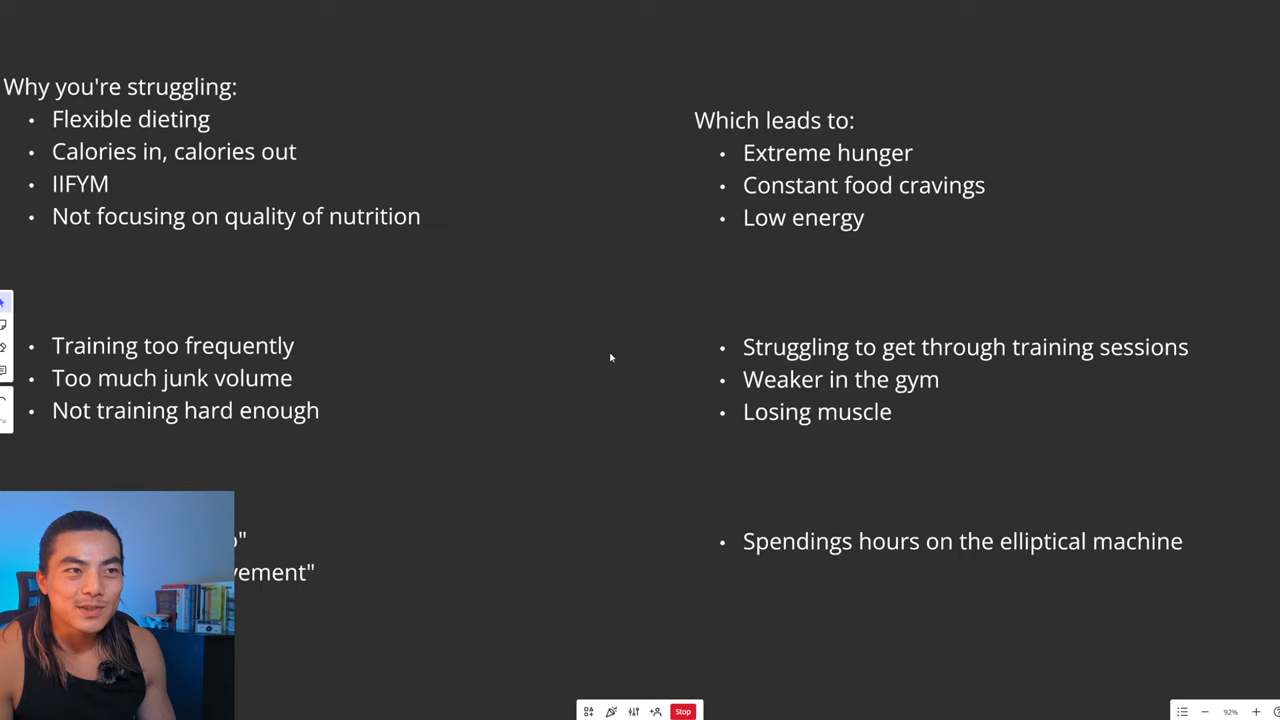 Why you're struggling:
• Flexible dieting
• Calories in, calories out
• IIFYM
• Not focusing on quality of nutrition
• Training too frequently
• Too much junk volume
• Not training hard enough
Which leads to:
• Extreme hunger
• Constant food cravings
• Low energy
• Struggling to get through training sessions
• Weaker in the gym
• Losing muscle
• Spendings hours on the elliptical machine
Stop
92%